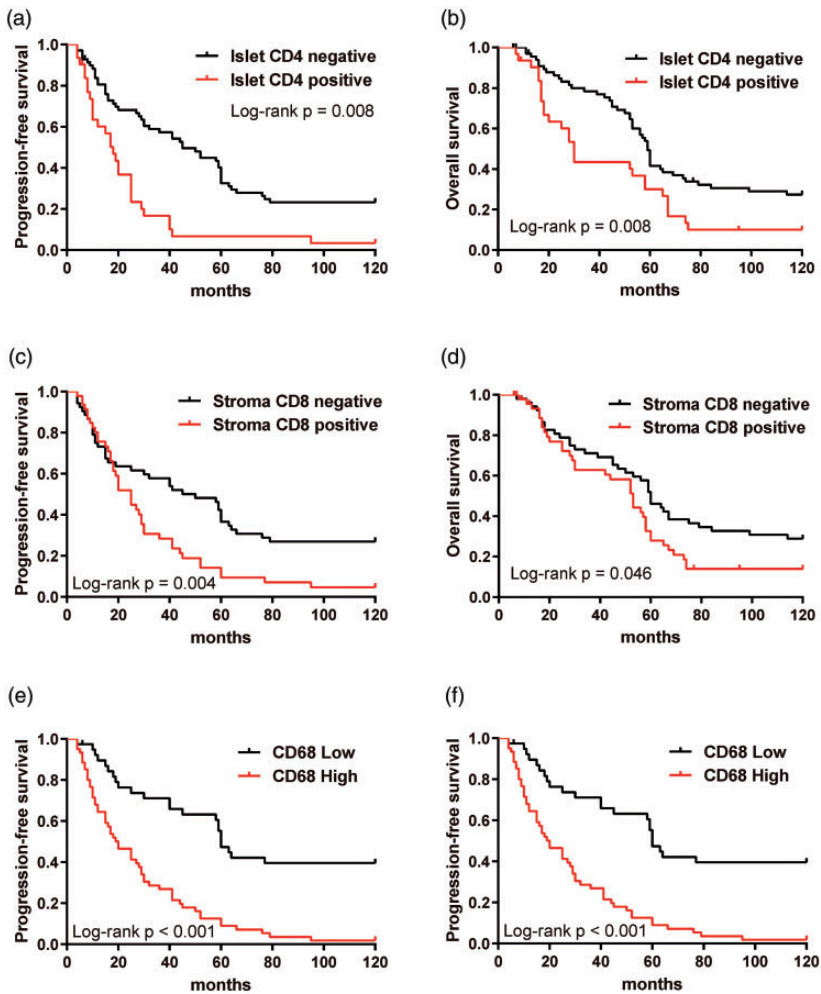 (a)
1.0
0.8
0.6
0.4
0.2
0.0
Progression-free survival
Islet CD4 negative
Islet CD4 positive
Log-rank p = 0.008
0 20 40 60 80 100 120
months
(b)
1.0
0.8
0.6
0.4
0.2
0.0
Overall survival
Islet CD4 negative
Islet CD4 positive
Log-rank p = 0.008
0 20 40 60 80 100 120
months
(c)
1.0
0.8
0.6
0.4
0.2
0.0
Progression-free survival
Stroma CD8 negative
Stroma CD8 positive
Log-rank p = 0.004
0 20 40 60 80 100 120
months
(d)
1.0
0.8
0.6
0.4
0.2
0.0
Overall survival
Stroma CD8 negative
Stroma CD8 positive
Log-rank p = 0.046
0 20 40 60 80 100 120
months
(e)
1.0
0.8
0.6
0.4
0.2
0.0
Progression-free survival
CD68 Low
CD68 High
Log-rank p < 0.001
0 20 40 60 80 100 120
months
(f)
1.0
0.8
0.6
0.4
0.2
0.0
Progression-free survival
CD68 Low
CD68 High
Log-rank p < 0.001
0 20 40 60 80 100 120
months